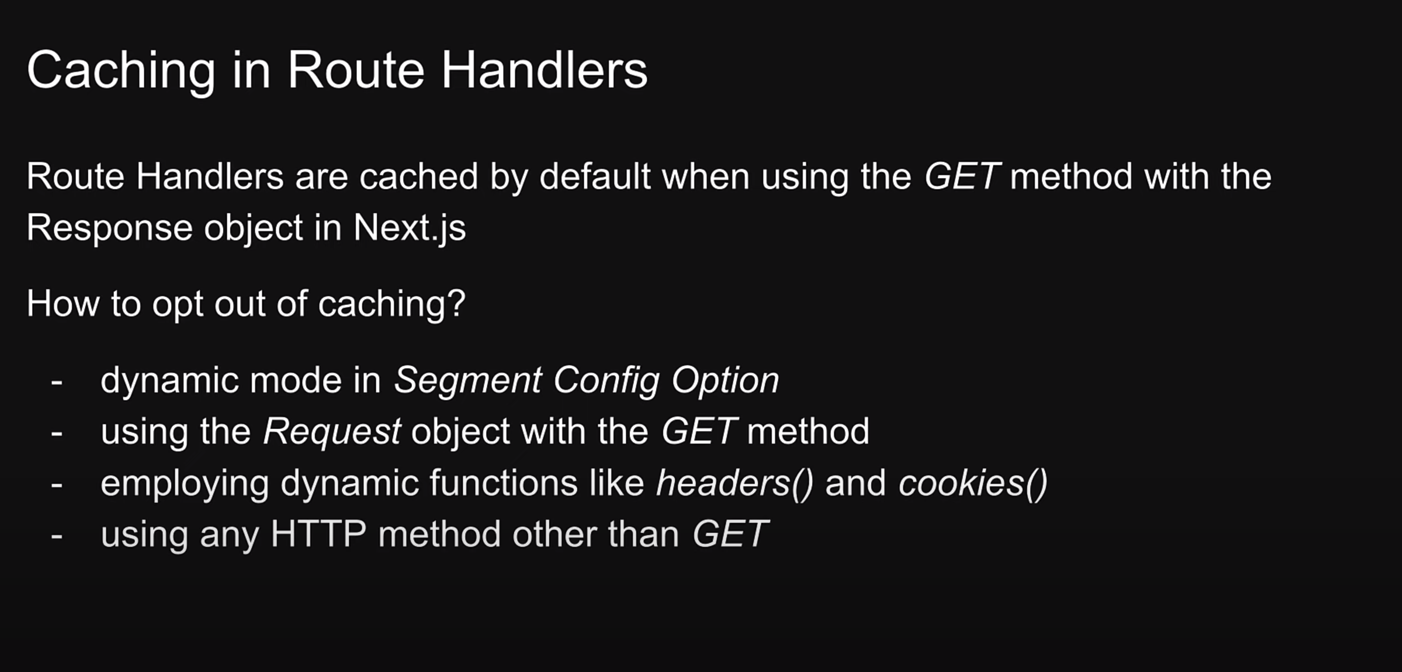 Caching in Route Handlers
Route Handlers are cached by default when using the GET method with the
Response object in Next.js
How to opt out of caching?
- dynamic mode in Segment Config Option
- using the Request object with the GET method
- employing dynamic functions like headers() and cookies()
- using any HTTP method other than GET